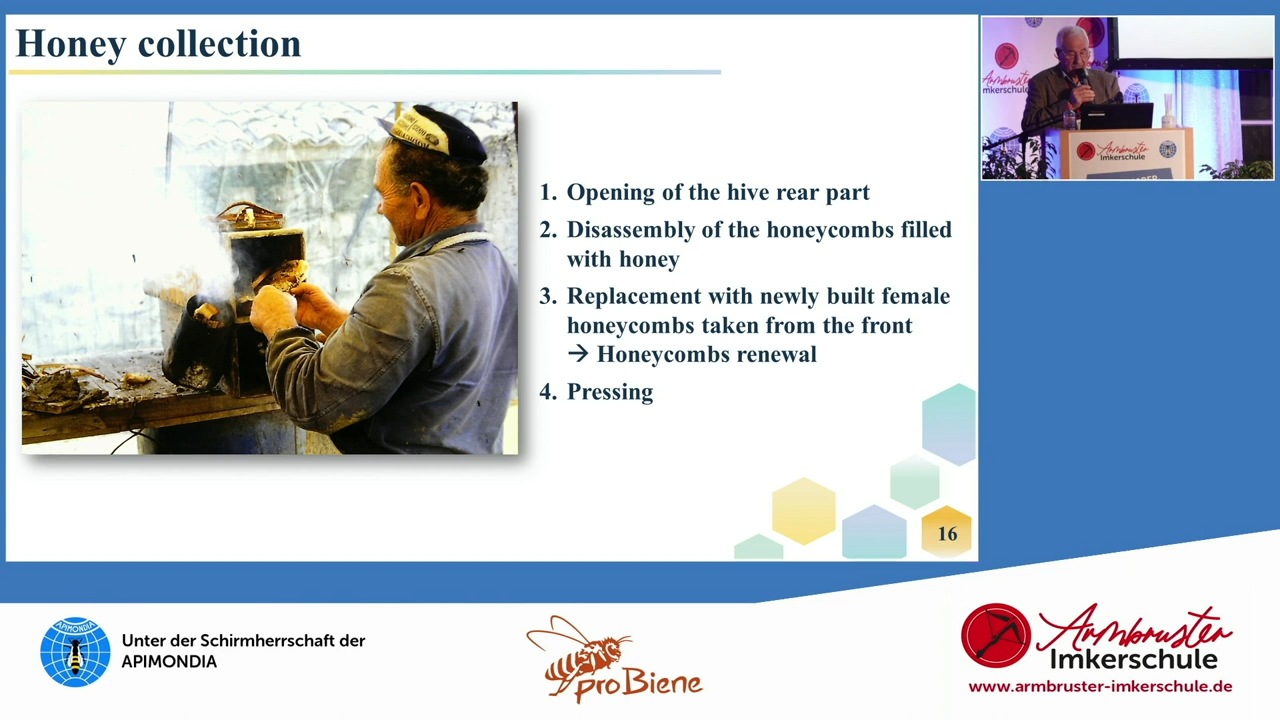 Honey collection
1. Opening of the hive rear part
2. Disassembly of the honeycombs filled
with honey
3. Replacement with newly built female
honeycombs taken from the front
→ Honeycombs renewal
4. Pressing
16
Armbruster
Imkerschule
APIMONDIA
Unter der Schirmherrschaft der
APIMONDIA
proBiene
Armbruster
Imkerschule
www.armbruster-imkerschule.de